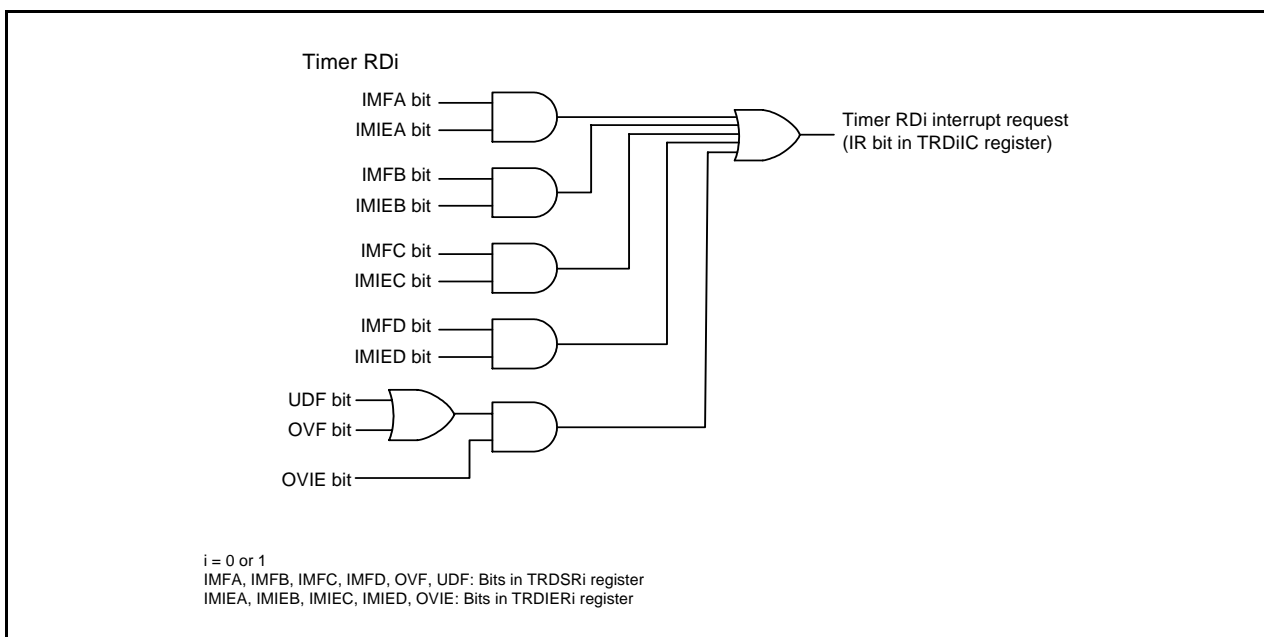 Timer RDi
IMFA bit
IMIEA bit
Timer RDi interrupt request
(IR bit in TRDiIC register)
IMFB bit
IMIEB bit
IMFC bit
IMIEC bit
IMFD bit
IMIED bit
UDF bit
OVF bit
OVIE bit
i = 0 or 1
IMFA, IMFB, IMFC, IMFD, OVF, UDF: Bits in TRDSRi register
IMIEA, IMIEB, IMIEC, IMIED, OVIE: Bits in TRDIERi register